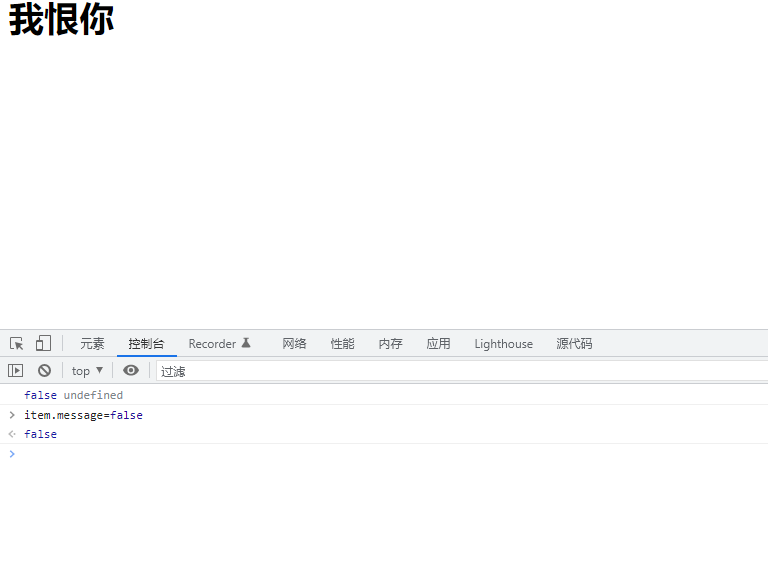 我恨你
元素 控制台 Recorder 网络 性能 内存 应用 Lighthouse 源代码
top ▼ 过滤
false undefined
> item.message=false
false
>